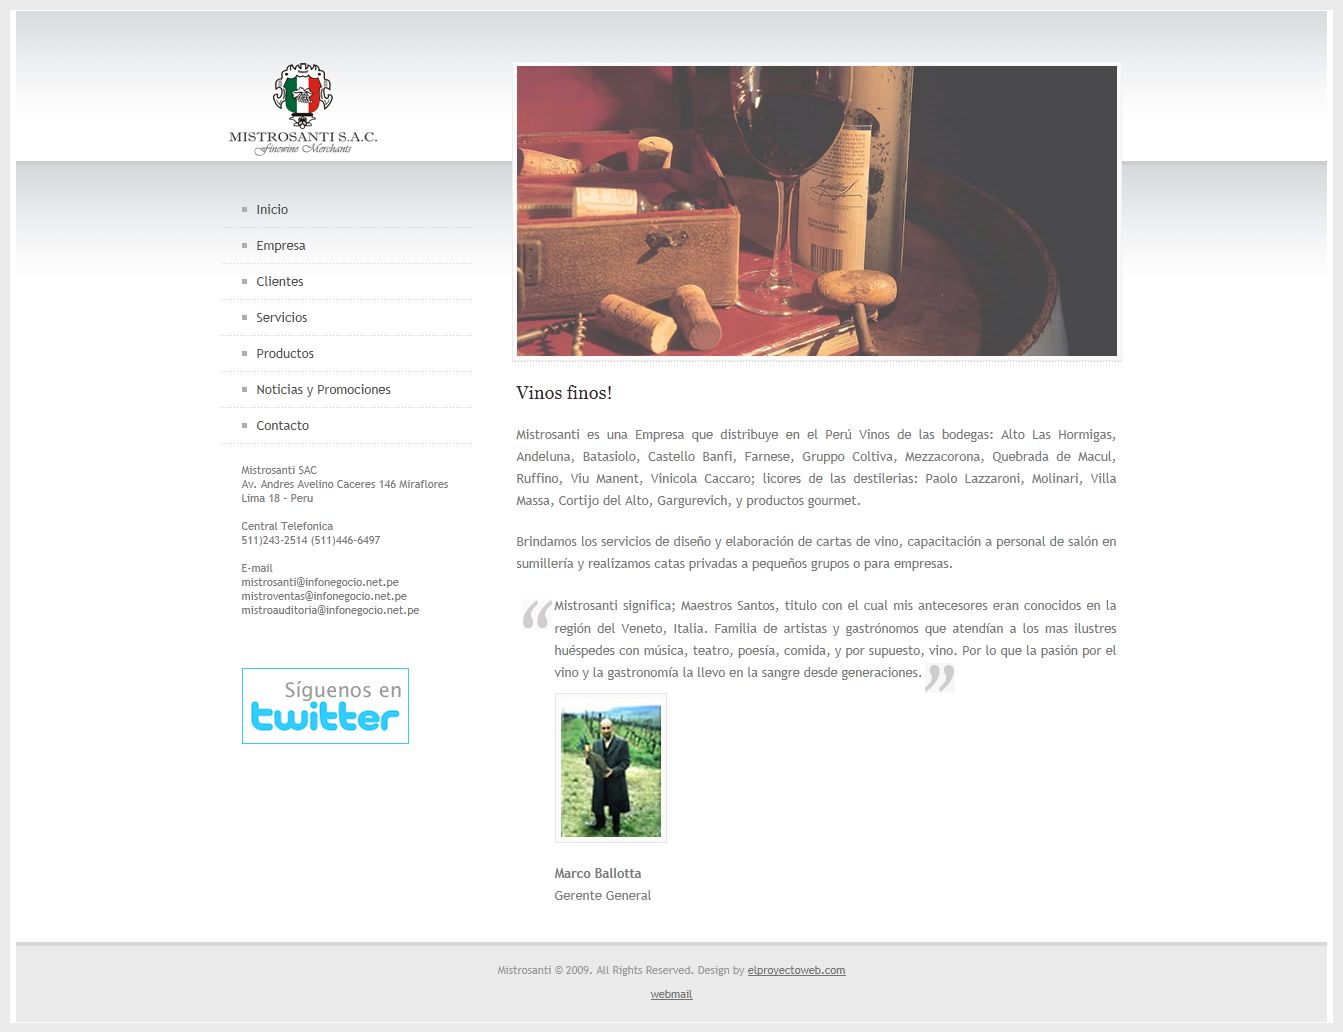 MISTROSANTI S.A.C.
Finewine Merchants
Inicio
Empresa
Clientes
Servicios
Productos
Noticias y Promociones
Contacto
Mistrosanti SAC
Av. Andres Avelino Caceres 146 Miraflores
Lima 18 - Peru
Central Telefonica
511)243-2514 (511)446-6497
E-mail
mistrosanti@infonegocio.net.pe
mistroventas@infonegocio.net.pe
mistroauditoria@infonegocio.net.pe
Síguenos en
twitter
Vinos finos!
Mistrosanti es una Empresa que distribuye en el Perú Vinos de las bodegas: Alto Las Hormigas,
Andeluna, Batasiolo, Castello Banfi, Farnese, Gruppo Coltiva, Mezzacorona, Quebrada de Macul,
Ruffino, Viu Manent, Vinicola Caccaro; licores de las destilerias: Paolo Lazzaroni, Molinari, Villa
Massa, Cortijo del Alto, Gargurevich, y productos gourmet.
Brindamos los servicios de diseño y elaboración de cartas de vino, capacitación a personal de salón en
sumillería y realizamos catas privadas a pequeños grupos o para empresas.
“Mistrosanti significa; Maestros Santos, titulo con el cual mis antecesores eran conocidos en la
región del Veneto, Italia. Familia de artistas y gastrónomos que atendían a los mas ilustres
huéspedes con música, teatro, poesía, comida, y por supuesto, vino. Por lo que la pasión por el
vino y la gastronomía la llevo en la sangre desde generaciones.”
Marco Ballotta
Gerente General
Mistrosanti © 2009. All Rights Reserved. Design by elproyectoweb.com
webmail